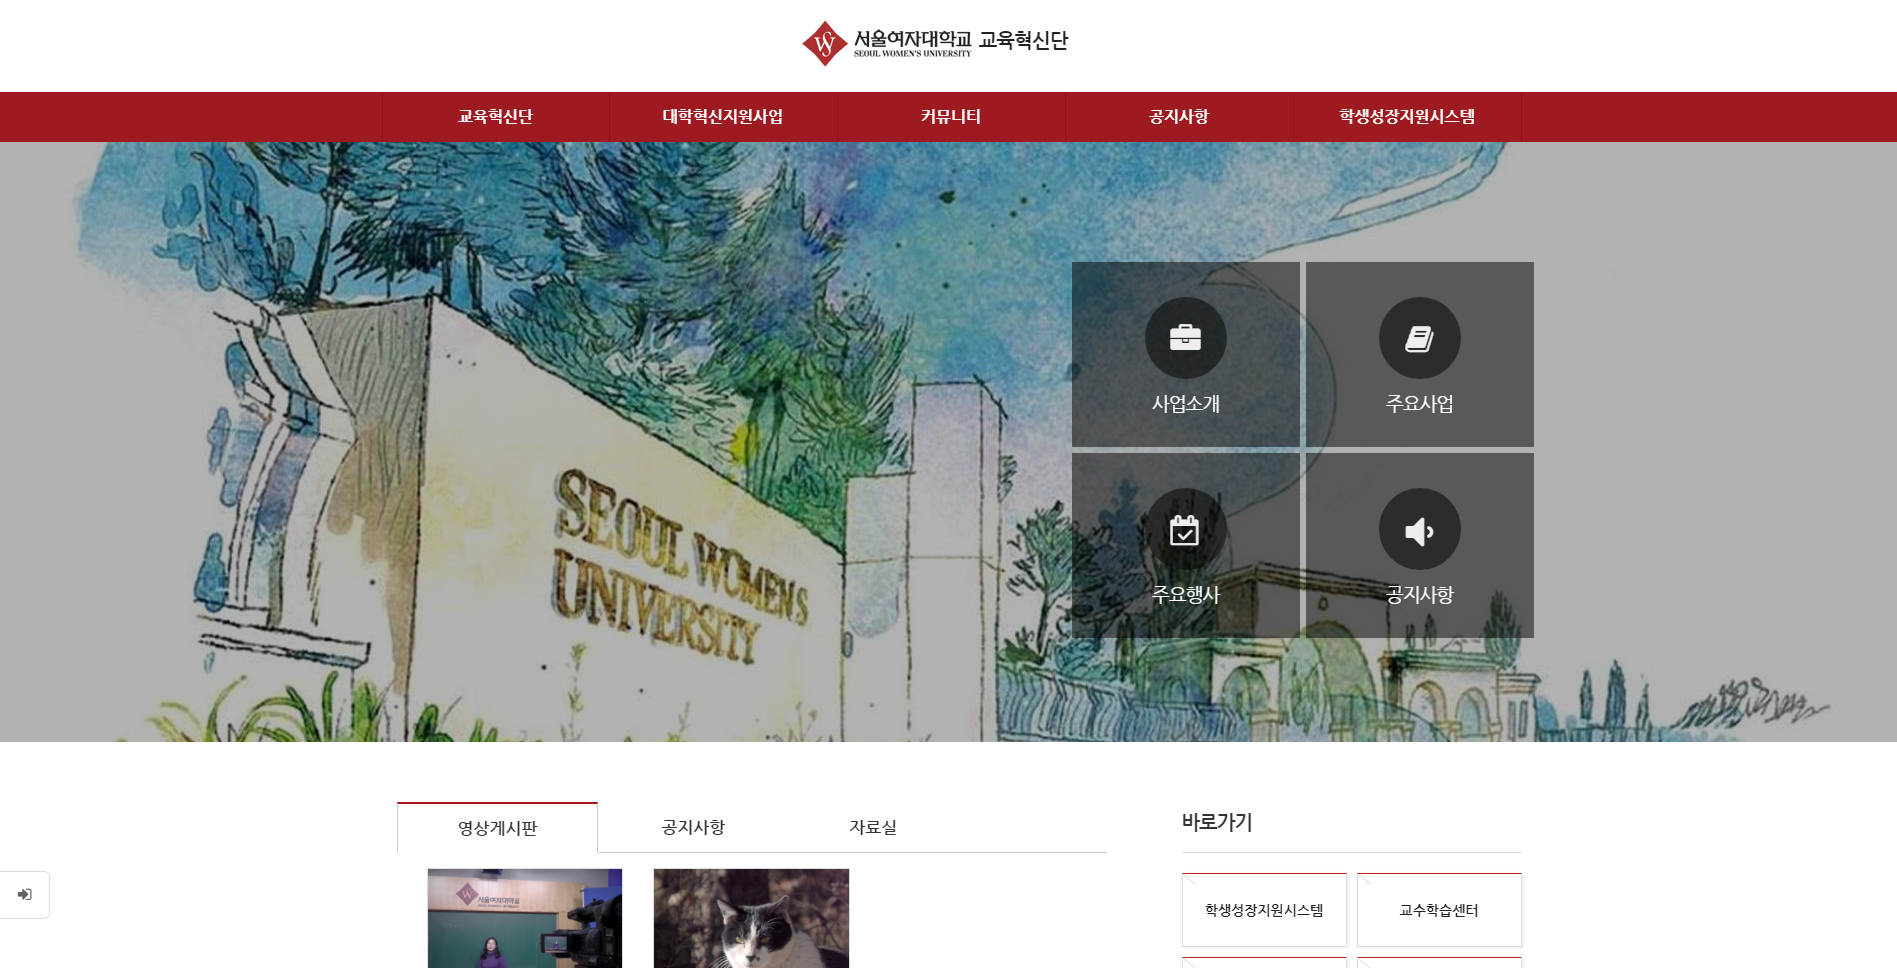 서울여자대학교 교육혁신단
SEOUL WOMEN'S UNIVERSITY
교육혁신단
대학혁신지원사업
커뮤니티
공지사항
학생성장지원시스템
사업소개
주요사업
SEOUL WOMEN'S
UNIVERSITY
주요행사
공지사항
영상게시판
공지사항
자료실
바로가기
서울여자대학교
학생성장지원시스템
교수학습센터